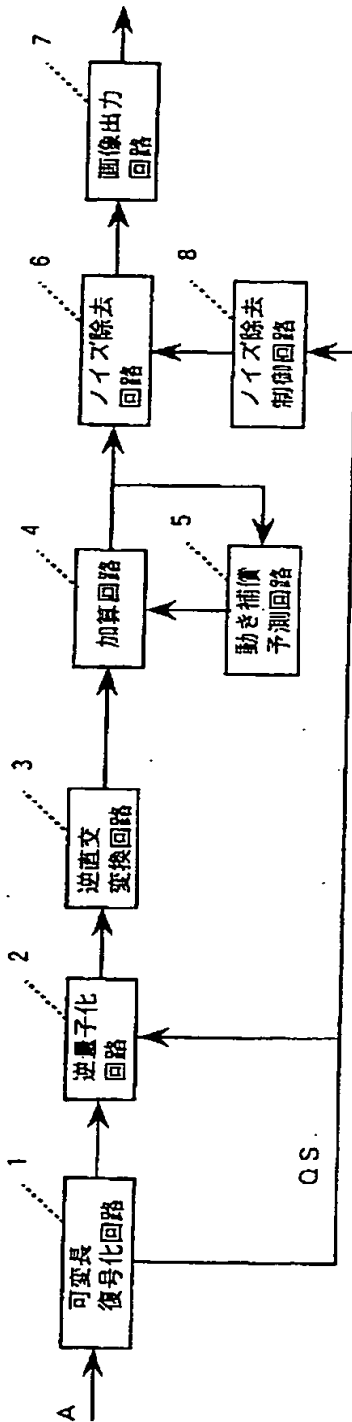 A
1
可変長
復号化回路
2
逆量子化
回路
3
逆直交
変換回路
4
加算回路
5
動き補償
予測回路
6
ノイズ除去
回路
7
画像出力
回路
8
ノイズ除去
制御回路
QS